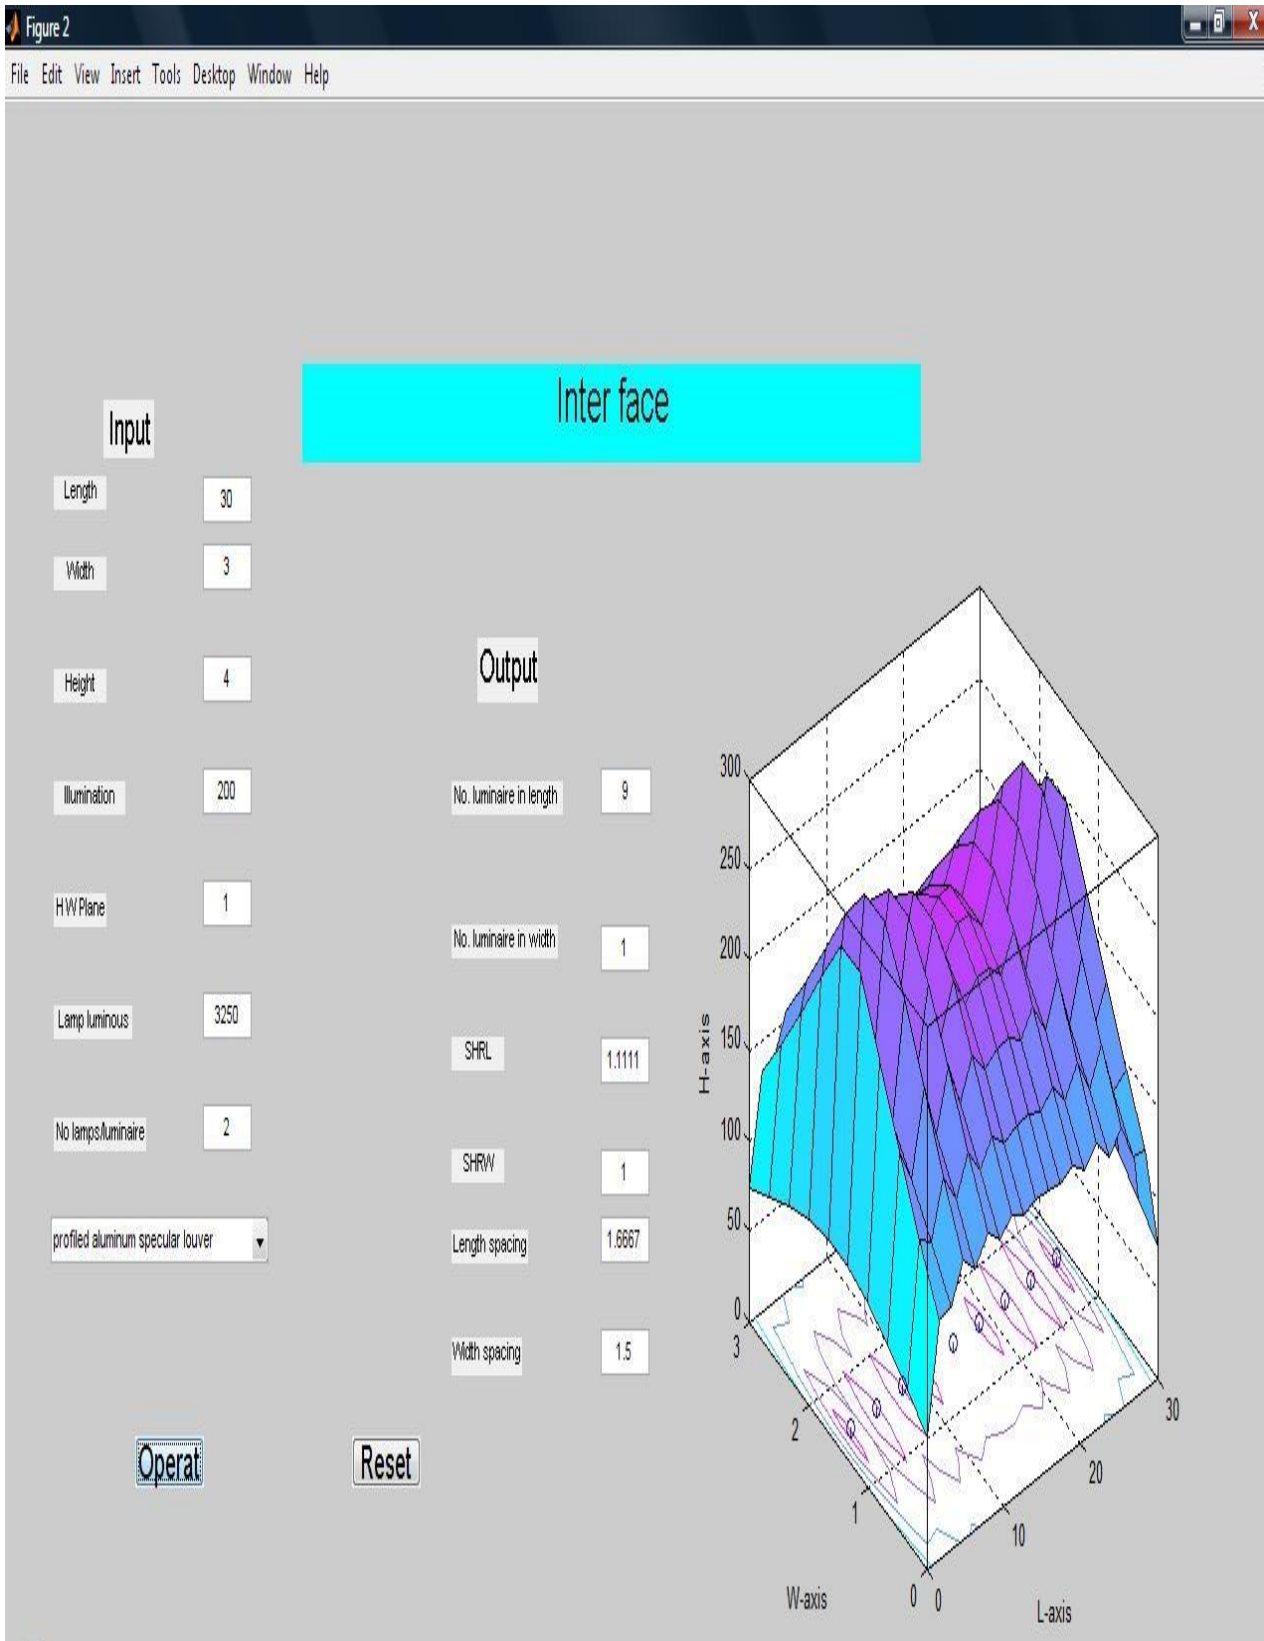 Figure 2
File Edit View Insert Tools Desktop Window Help
Inter face
Input
Length 30
Width 3
Height 4
Illumination 200
H W Plane 1
Lamp luminous 3250
No lamps/luminaire 2
profiled aluminum specular louver
Operat
Reset
Output
No. luminaire in length 9
No. luminaire in width 1
SHRL 1.1111
SHRW 1
Length spacing 1.6667
Width spacing 1.5
300
250
200
150
100
50
0
H-axis
3
2
1
0
W-axis
0
10
20
30
L-axis